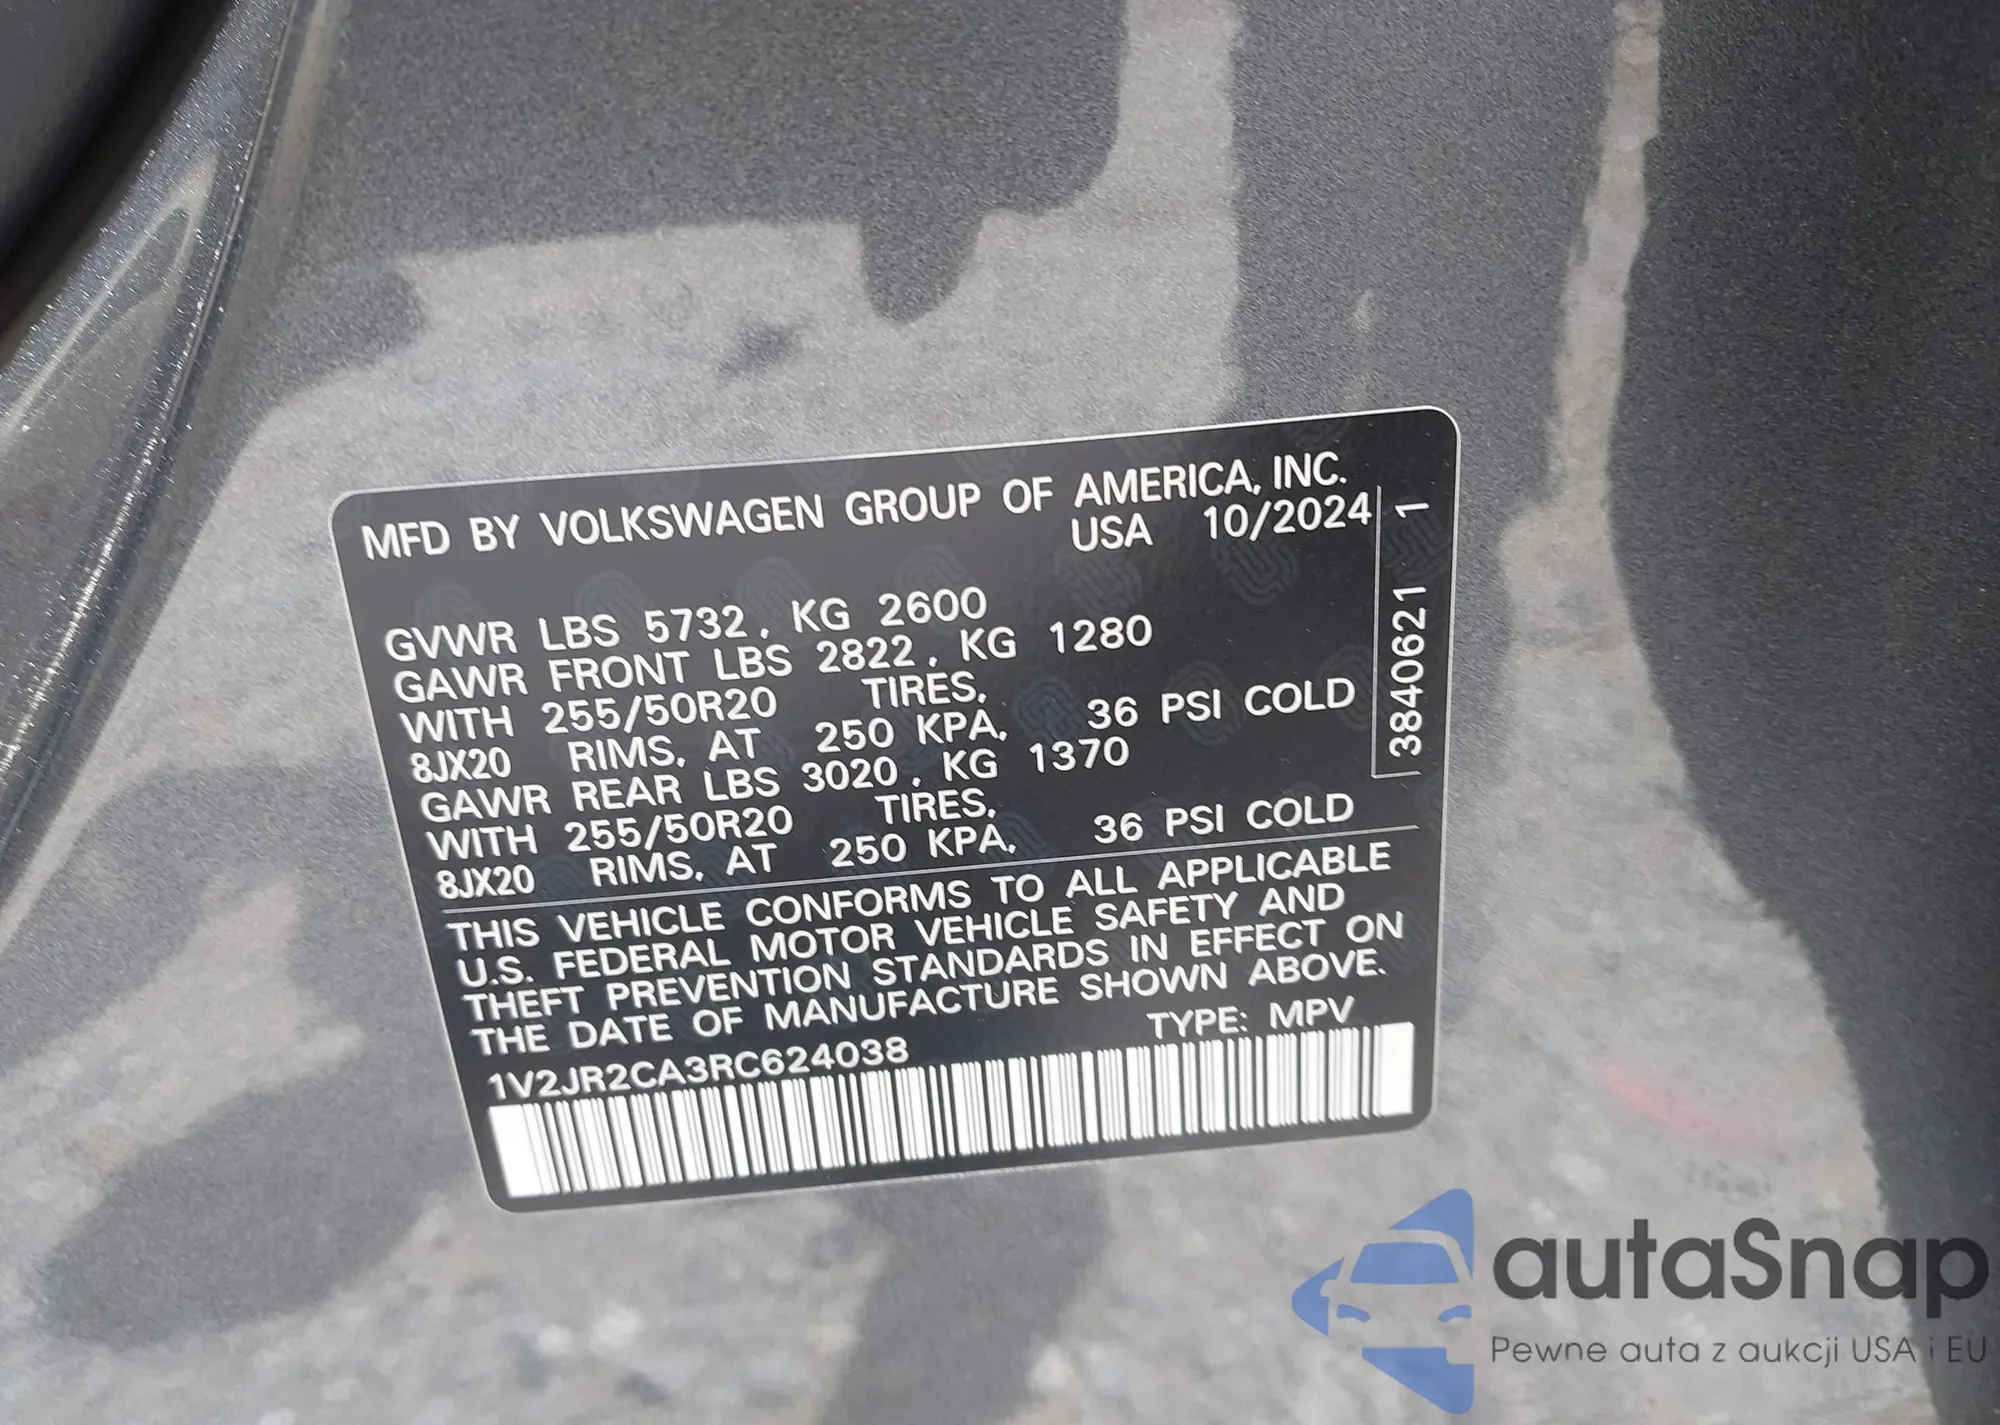 MFD BY VOLKSWAGEN GROUP OF AMERICA, INC.
USA 10/2024
GVWR LBS 5732, KG 2600
GAWR FRONT LBS 2822, KG 1280
WITH 255/50R20 TIRES,
8JX20 RIMS, AT 250 KPA, 36 PSI COLD
GAWR REAR LBS 3020, KG 1370
WITH 255/50R20 TIRES,
8JX20 RIMS, AT 250 KPA, 36 PSI COLD
3840621 1
THIS VEHICLE CONFORMS TO ALL APPLICABLE
U.S. FEDERAL MOTOR VEHICLE SAFETY AND
THEFT PREVENTION STANDARDS IN EFFECT ON
THE DATE OF MANUFACTURE SHOWN ABOVE.
TYPE: MPV
1V2JR2CA3RC624038
autaSnap
Pewne auta z aukcji USA i EU